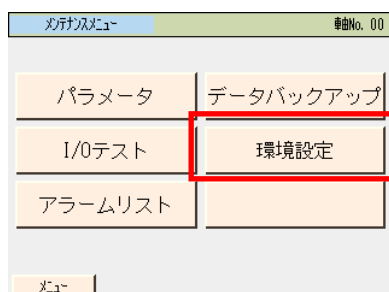 ﾒﾝﾃﾅﾝｽﾒﾆｭｰ 軸No. 00
パラメータ データバックアップ
I/Oテスト 環境設定
アラームリスト
ﾒﾆｭｰ